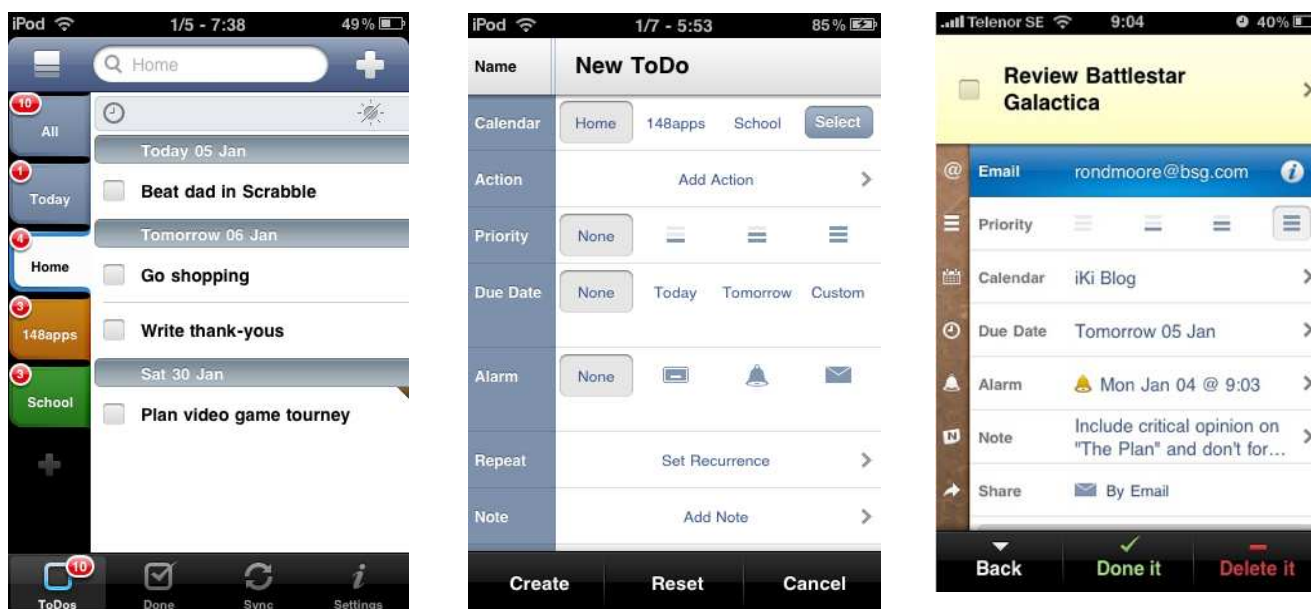 iPod 1/5 - 7:38 49%
Home
10
All
Today 05 Jan
1
Today
Beat dad in Scrabble
Tomorrow 06 Jan
4
Home
Go shopping
3
148apps
Write thank-yous
Sat 30 Jan
3
School
Plan video game tourney
10
ToDos Done Sync Settings
iPod 1/7 - 5:53 85%
Name New ToDo
Calendar Home 148apps School Select
Action Add Action
Priority None
Due Date None Today Tomorrow Custom
Alarm None
Repeat Set Recurrence
Note Add Note
Create Reset Cancel
Telenor SE 9:04 40%
Review Battlestar
Galactica
@ Email rondmoore@bsg.com i
Priority
Calendar iKi Blog
Due Date Tomorrow 05 Jan
Alarm Mon Jan 04 @ 9:03
N Note Include critical opinion on
"The Plan" and don't for...
Share By Email
Back Done it Delete it